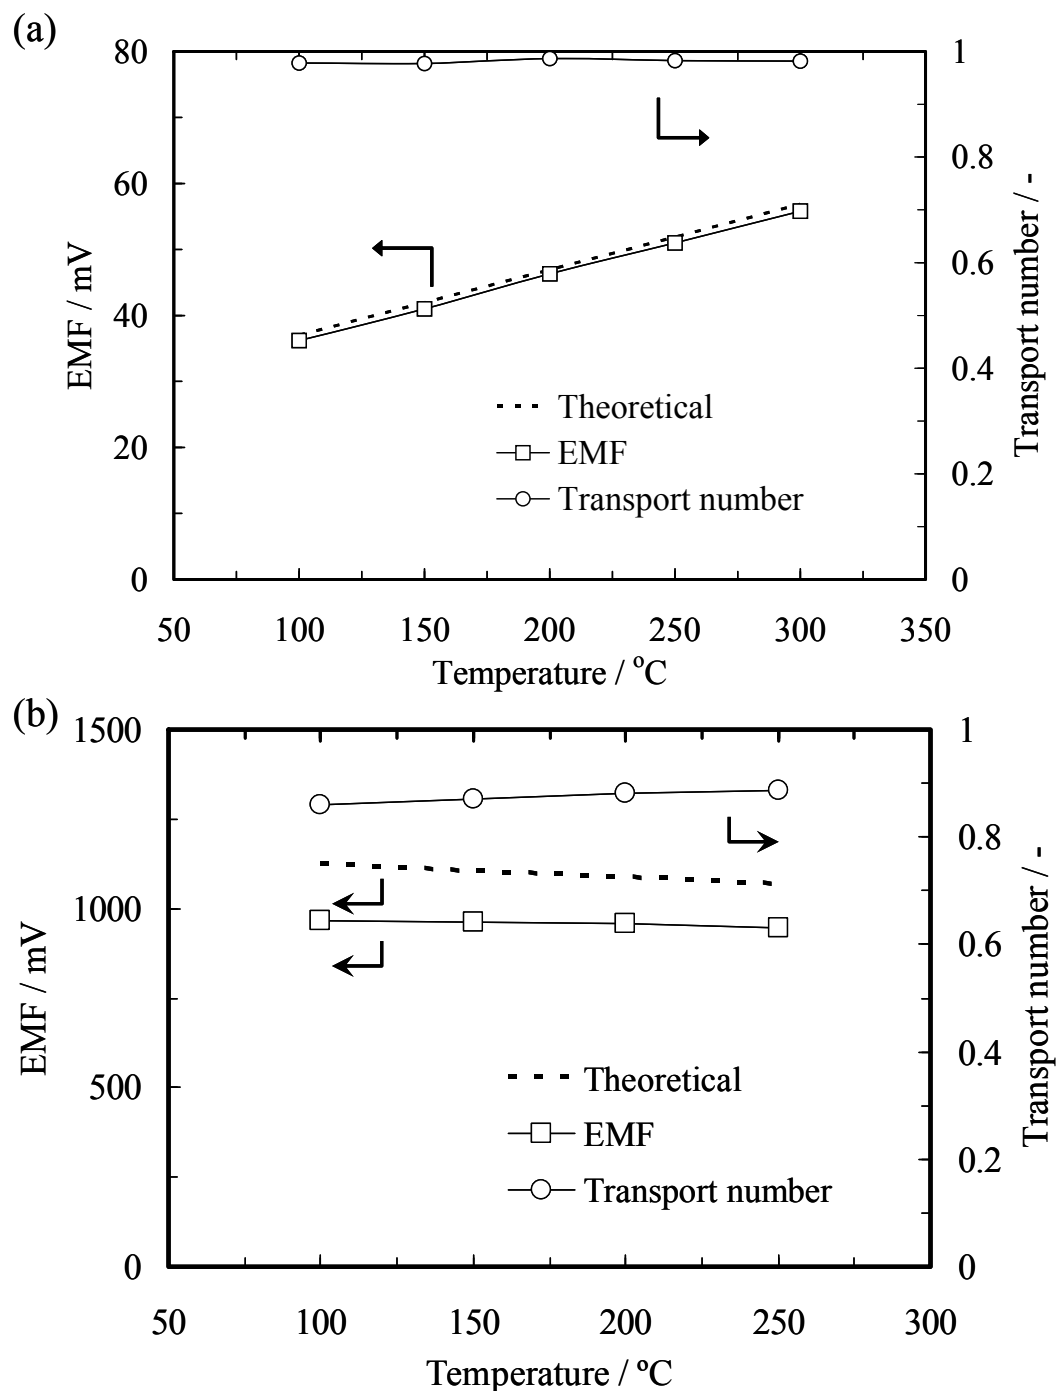 (a)
80
60
40
20
0
EMF / mV
1
0.8
0.6
0.4
0.2
0
Transport number / -
Theoretical
EMF
Transport number
50 100 150 200 250 300 350
Temperature / °C
(b)
1500
1000
500
0
EMF / mV
1
0.8
0.6
0.4
0.2
0
Transport number / -
Theoretical
EMF
Transport number
50 100 150 200 250 300
Temperature / °C